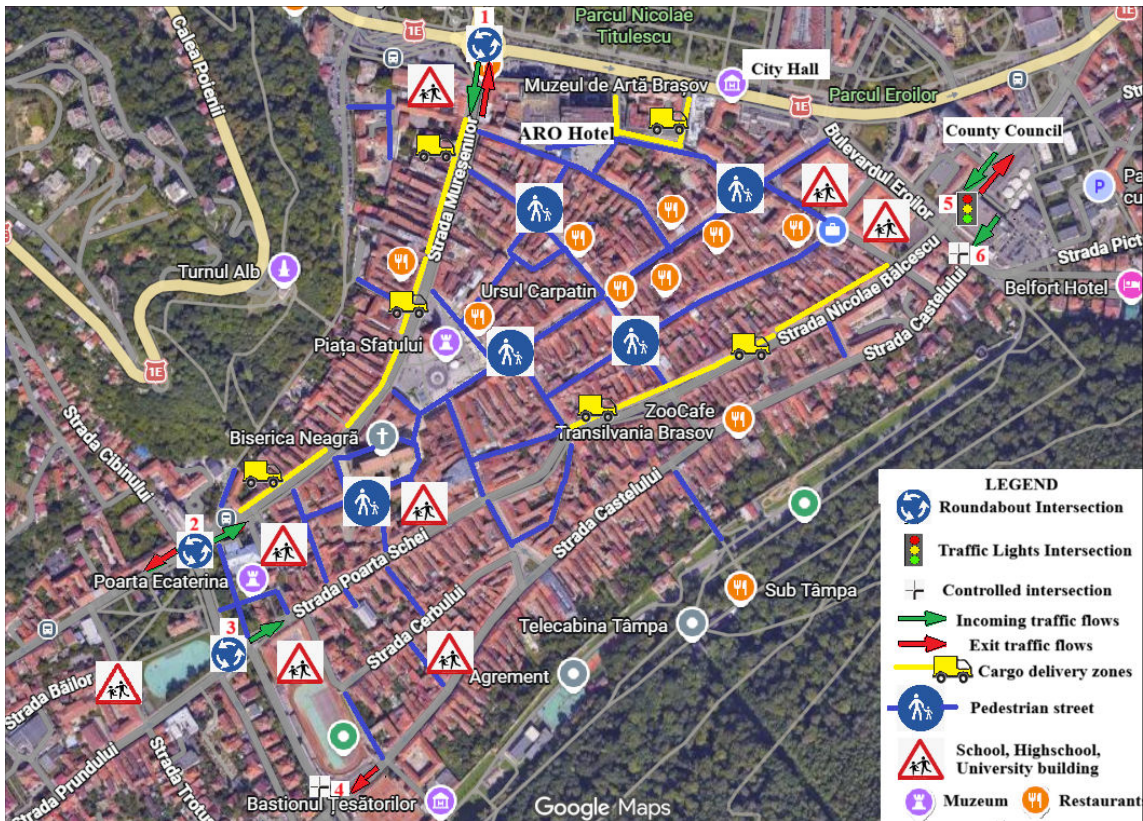 1
1E
Parcul Nicolae
Titulescu
Calea Poienii
City Hall
Muzeul de Artă Brașov
1E
Parcul Eroilor
ARO Hotel
Bulevardul Eroilor
County Council
P
5
6
Strada Mureșenilor
Turnul Alb
Ursul Carpatin
Strada Nicolae Bălcescu
Strada Castelului
Strada Pict
Belfort Hotel
Piața Sfatului
1E
ZooCafe
Transilvania Brasov
Biserica Neagră
Strada Cibinului
Strada Castelului
2
Poarta Ecaterina
Strada Poarta Schei
Sub Tâmpa
3
Telecabina Tâmpa
Strada Cerbului
Agrement
Strada Băilor
Strada Prundului
Strada Trotu
4
Bastionul Țesătorilor
Google Maps
LEGEND
Roundabout Intersection
Traffic Lights Intersection
Controlled intersection
Incoming traffic flows
Exit traffic flows
Cargo delivery zones
Pedestrian street
School, Highschool,
University building
Muzeum
Restaurant